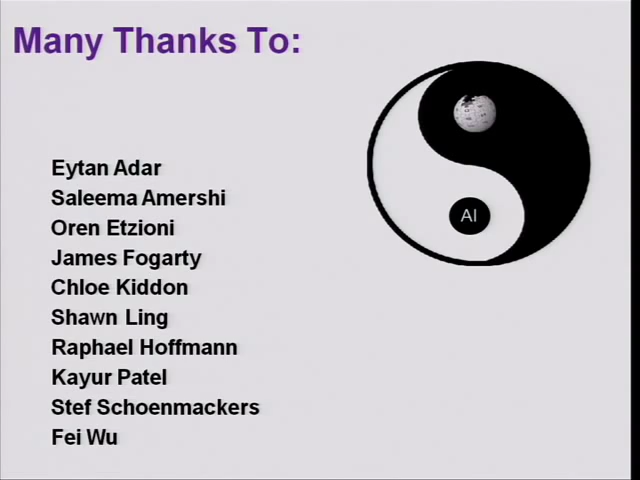 Many Thanks To:
Eytan Adar
Saleema Amershi
Oren Etzioni
James Fogarty
Chloe Kiddon
Shawn Ling
Raphael Hoffmann
Kayur Patel
Stef Schoenmackers
Fei Wu
AI